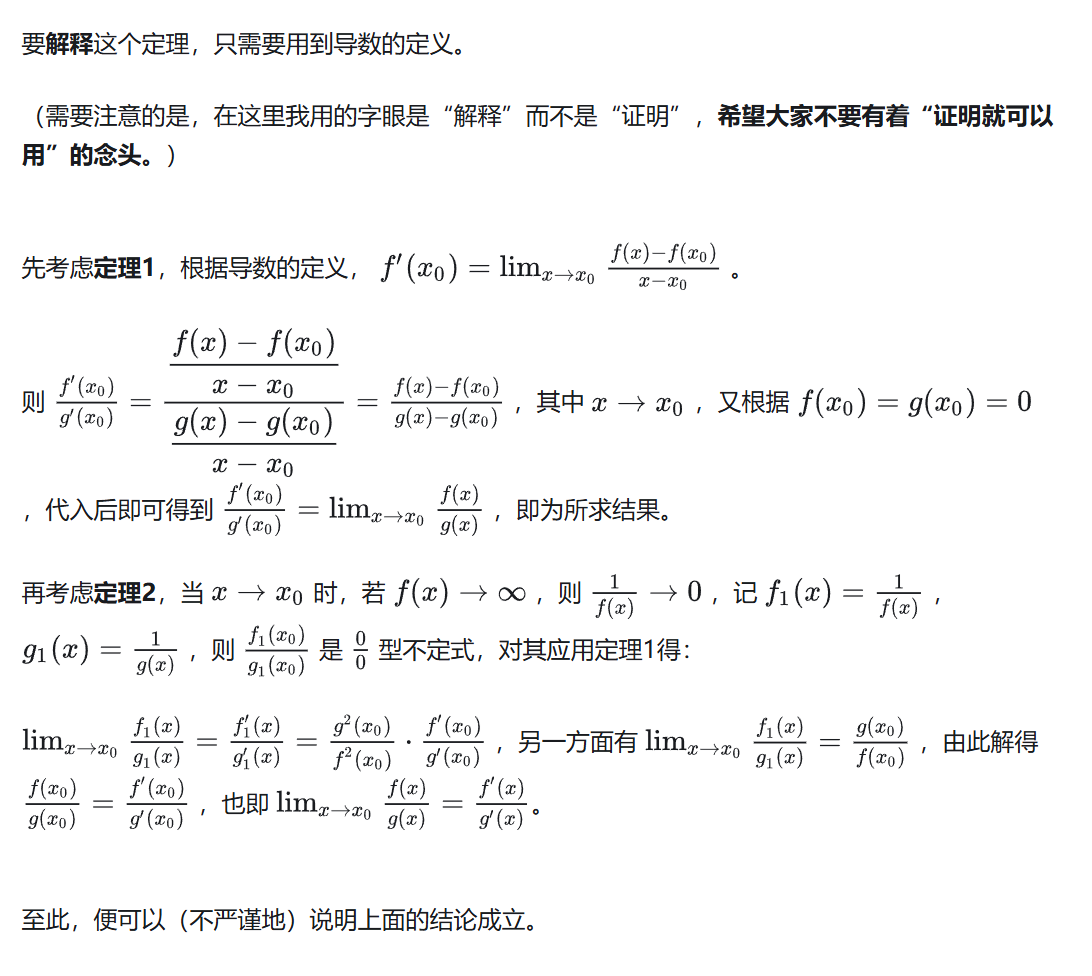 要解释这个定理，只需要用到导数的定义。
（需要注意的是，在这里我用的字眼是“解释”而不是“证明”，希望大家不要有着“证明就可以
用”的念头。）
先考虑定理1，根据导数的定义， $f'(x_0)=\lim_{x\to x_0}\frac{f(x)-f(x_0)}{x-x_0}$ 。
则 $\frac{f'(x_0)}{g'(x_0)}=\dfrac{\dfrac{f(x)-f(x_0)}{x-x_0}}{\dfrac{g(x)-g(x_0)}{x-x_0}}=\frac{f(x)-f(x_0)}{g(x)-g(x_0)}$ ，其中 $x\to x_0$ ，又根据 $f(x_0)=g(x_0)=0$
，代入后即可得到 $\frac{f'(x_0)}{g'(x_0)}=\lim_{x\to x_0}\frac{f(x)}{g(x)}$ ，即为所求结果。
再考虑定理2，当 $x\to x_0$ 时，若 $f(x)\to\infty$ ，则 $\frac{1}{f(x)}\to 0$ ，记 $f_1(x)=\frac{1}{f(x)}$ ，
$g_1(x)=\frac{1}{g(x)}$ ，则 $\frac{f_1(x_0)}{g_1(x_0)}$ 是 $\frac{0}{0}$ 型不定式，对其应用定理1得：
$\lim_{x\to x_0}\frac{f_1(x)}{g_1(x)}=\frac{f_1'(x)}{g_1'(x)}=\frac{g^2(x_0)}{f^2(x_0)}\cdot\frac{f'(x_0)}{g'(x_0)}$ ，另一方面有 $\lim_{x\to x_0}\frac{f_1(x)}{g_1(x)}=\frac{g(x_0)}{f(x_0)}$ ，由此解得
$\frac{f(x_0)}{g(x_0)}=\frac{f'(x_0)}{g'(x_0)}$ ，也即 $\lim_{x\to x_0}\frac{f(x)}{g(x)}=\frac{f'(x)}{g'(x)}$ 。
至此，便可以（不严谨地）说明上面的结论成立。